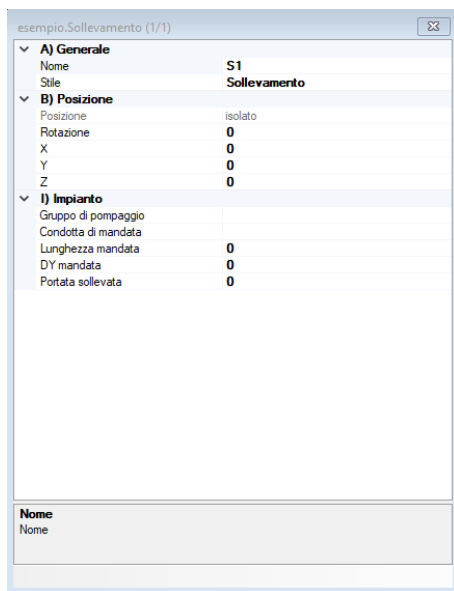 esempio.Sollevamento (1/1)
A) Generale
Nome S1
Stile Sollevamento
B) Posizione
Posizione isolato
Rotazione 0
X 0
Y 0
Z 0
I) Impianto
Gruppo di pompaggio
Condotta di mandata
Lunghezza mandata 0
DY mandata 0
Portata sollevata 0
Nome
Nome